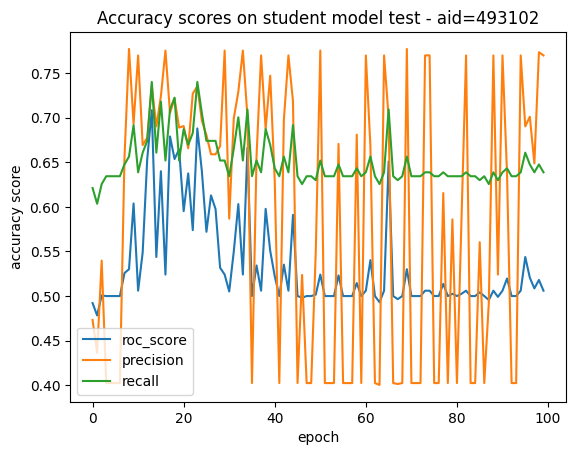 Accuracy scores on student model test - aid=493102
accuracy score
0.75
0.70
0.65
0.60
0.55
0.50
0.45
0.40
roc_score
precision
recall
0
20
40
60
80
100
epoch